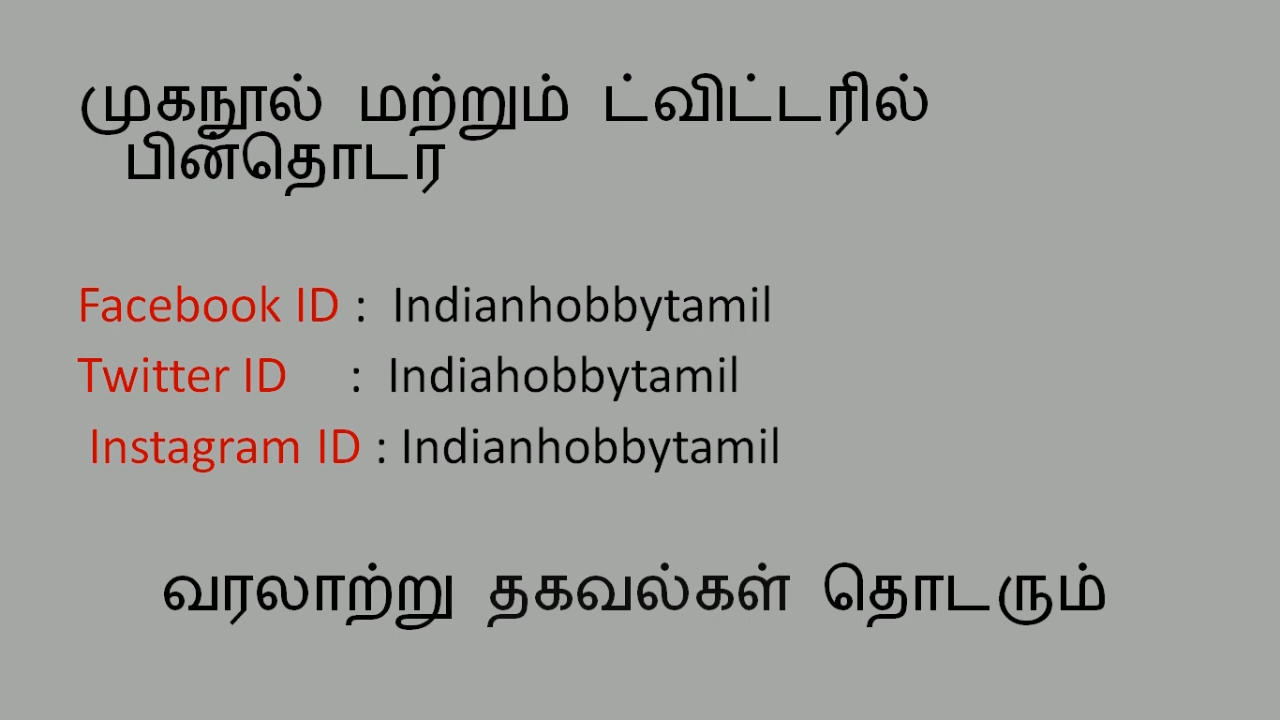 முகநூல் மற்றும் ட்விட்டரில்
பின்தொடர
Facebook ID : Indianhobbytamil
Twitter ID : Indiahobbytamil
Instagram ID : Indianhobbytamil
வரலாற்று தகவல்கள் தொடரும்